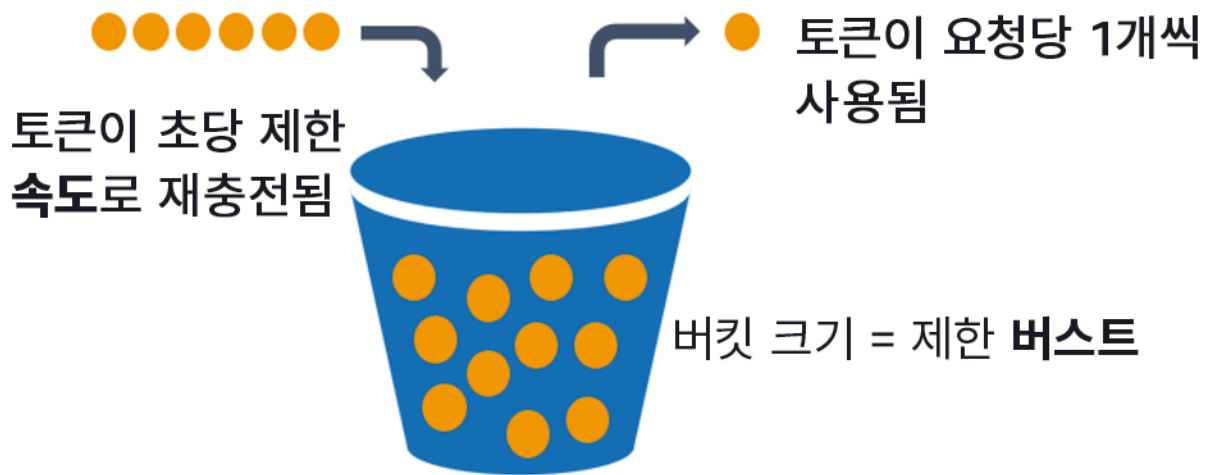 토큰이 요청당 1개씩
사용됨
토큰이 초당 제한
속도로 재충전됨
버킷 크기 = 제한 버스트